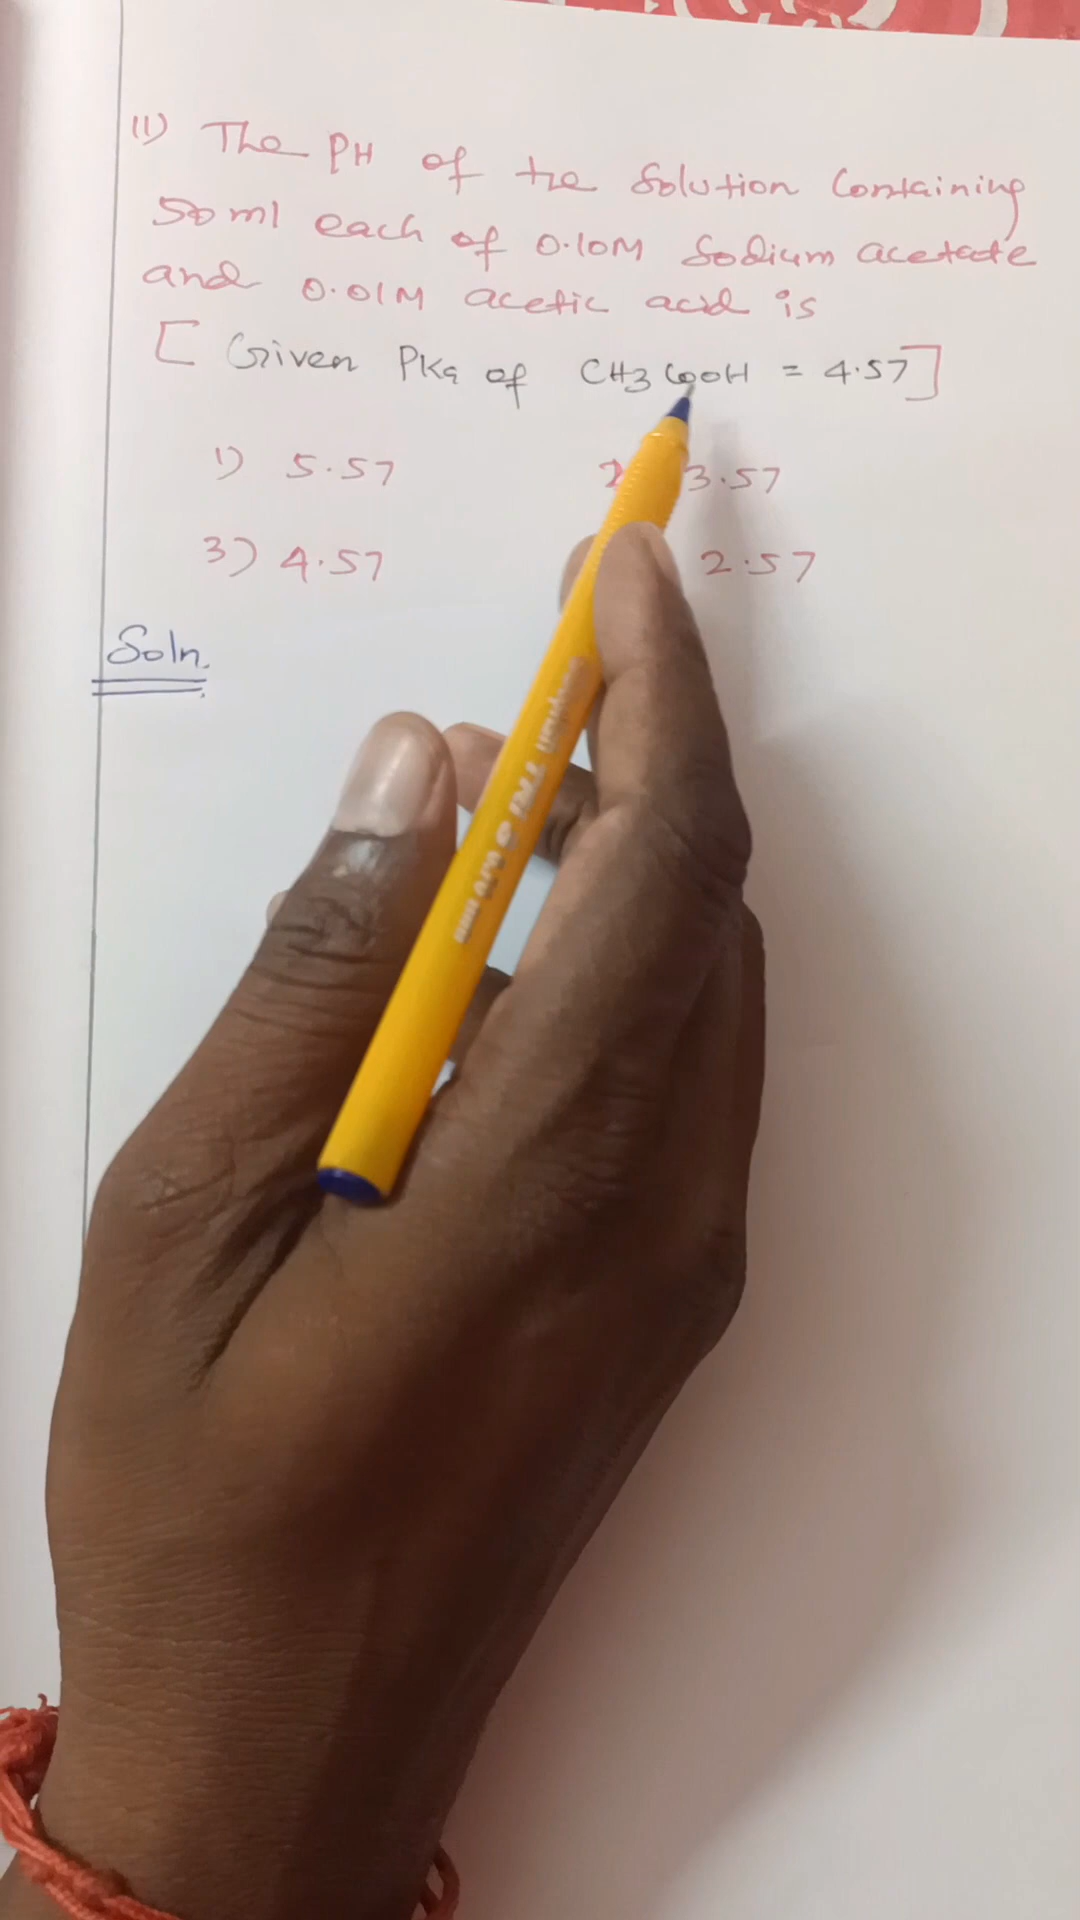 11) The PH of the Solution Containing
50 ml each of 0.10M Sodium acetate
and 0.01M acetic acid is
[ Given PKa of CH3COOH = 4.57]
1) 5.57 2 3.57
3) 4.57 2.57
Soln.
TRI